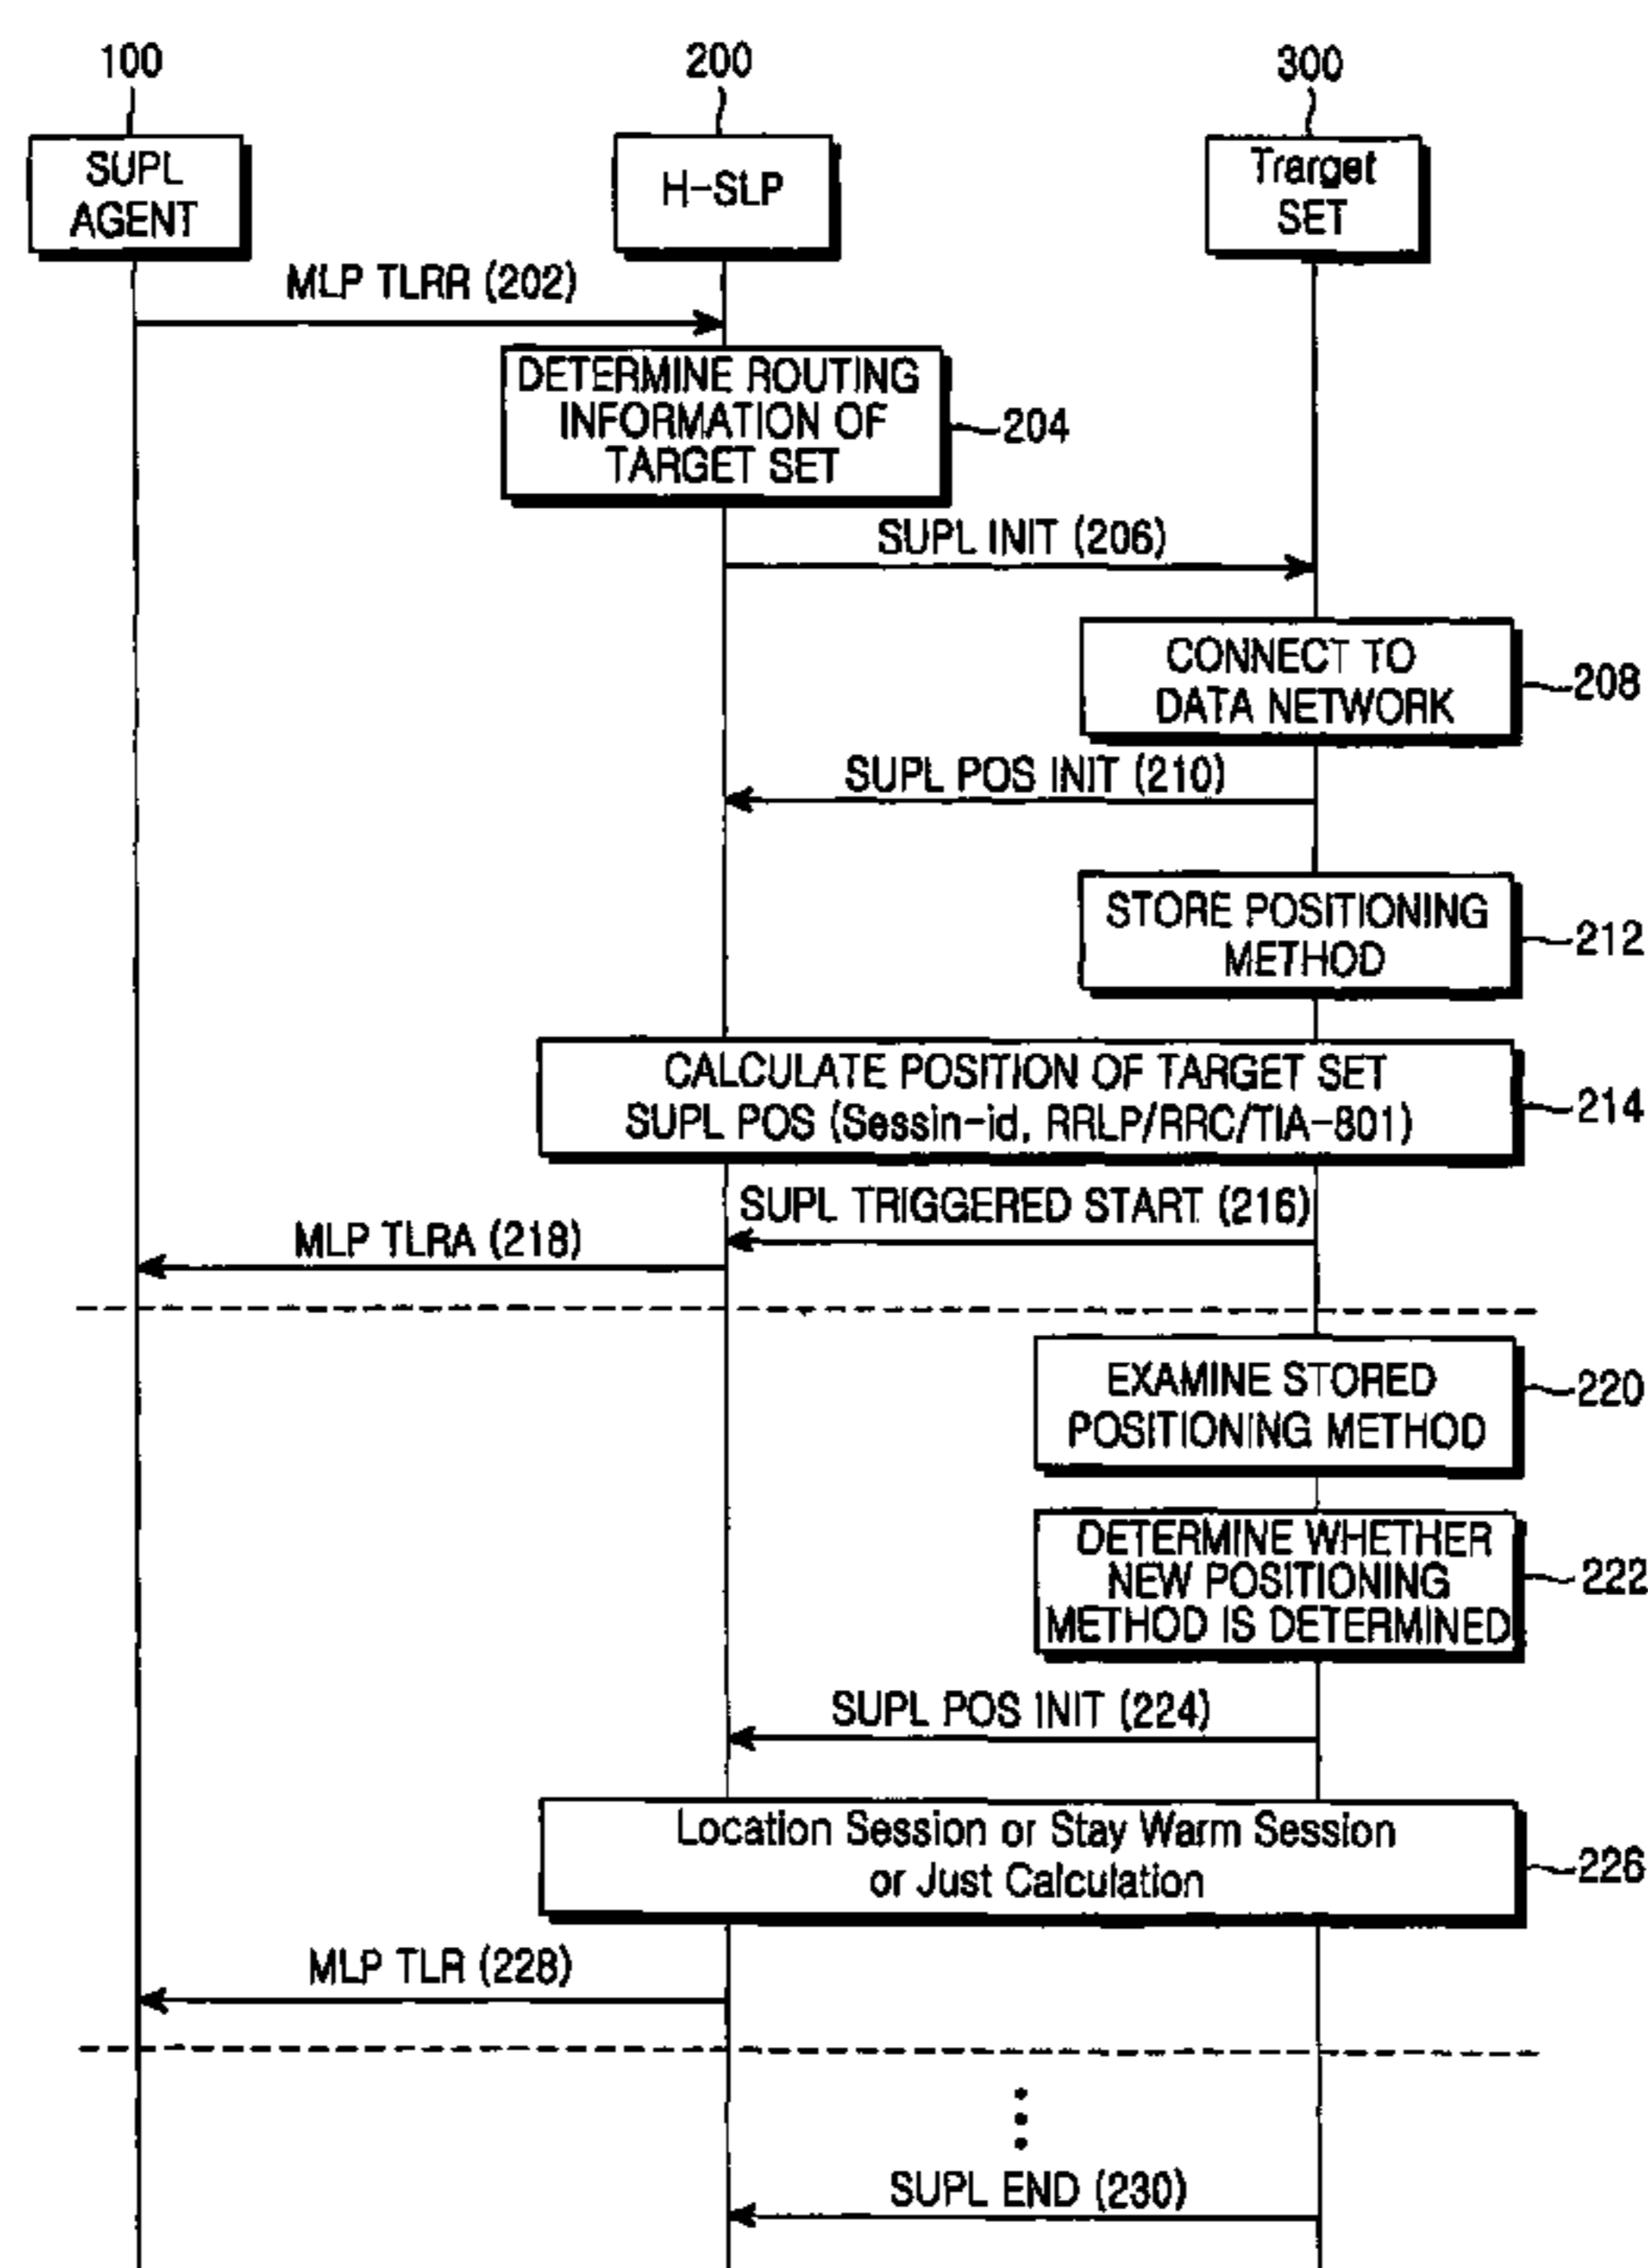 100
200
300
SUPL
AGENT
H-SLP
Trarget
SET
MLP TLRR (202)
DETERMINE ROUTING
INFORMATION OF
TARGET SET
204
SUPL INIT (206)
CONNECT TO
DATA NETWORK
208
SUPL POS INIT (210)
STORE POSITIONING
METHOD
212
CALCULATE POSITION OF TARGET SET
SUPL POS (Sessin-id, RRLP/RRC/TIA-801)
214
SUPL TRIGGERED START (216)
MLP TLRA (218)
EXAMINE STORED
POSITIONING METHOD
220
DETERMINE WHETHER
NEW POSITIONING
METHOD IS DETERMINED
222
SUPL POS INIT (224)
Location Session or Stay Warm Session
or Just Calculation
226
MLP TLR (228)
SUPL END (230)